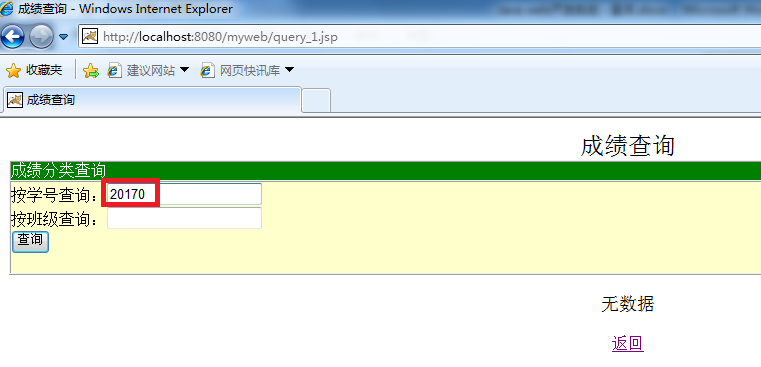 成绩查询 - Windows Internet Explorer
http://localhost:8080/myweb/query_1.jsp
收藏夹 建议网站 网页快讯库
成绩查询
成绩查询
成绩分类查询
按学号查询： 20170
按班级查询：
查询
无数据
返回